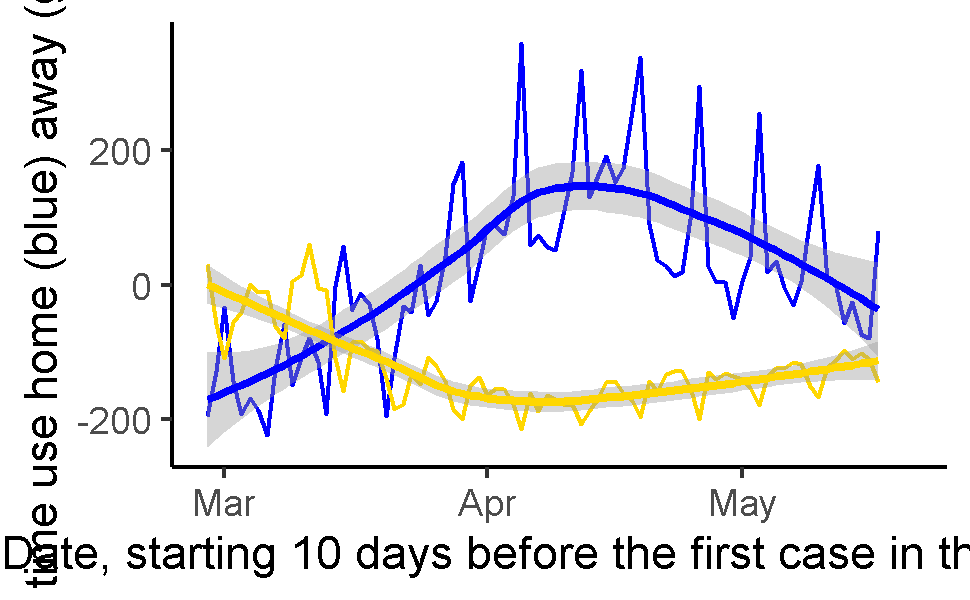 time use home (blue) away (
200
0
-200
Mar Apr May
Date, starting 10 days before the first case in th